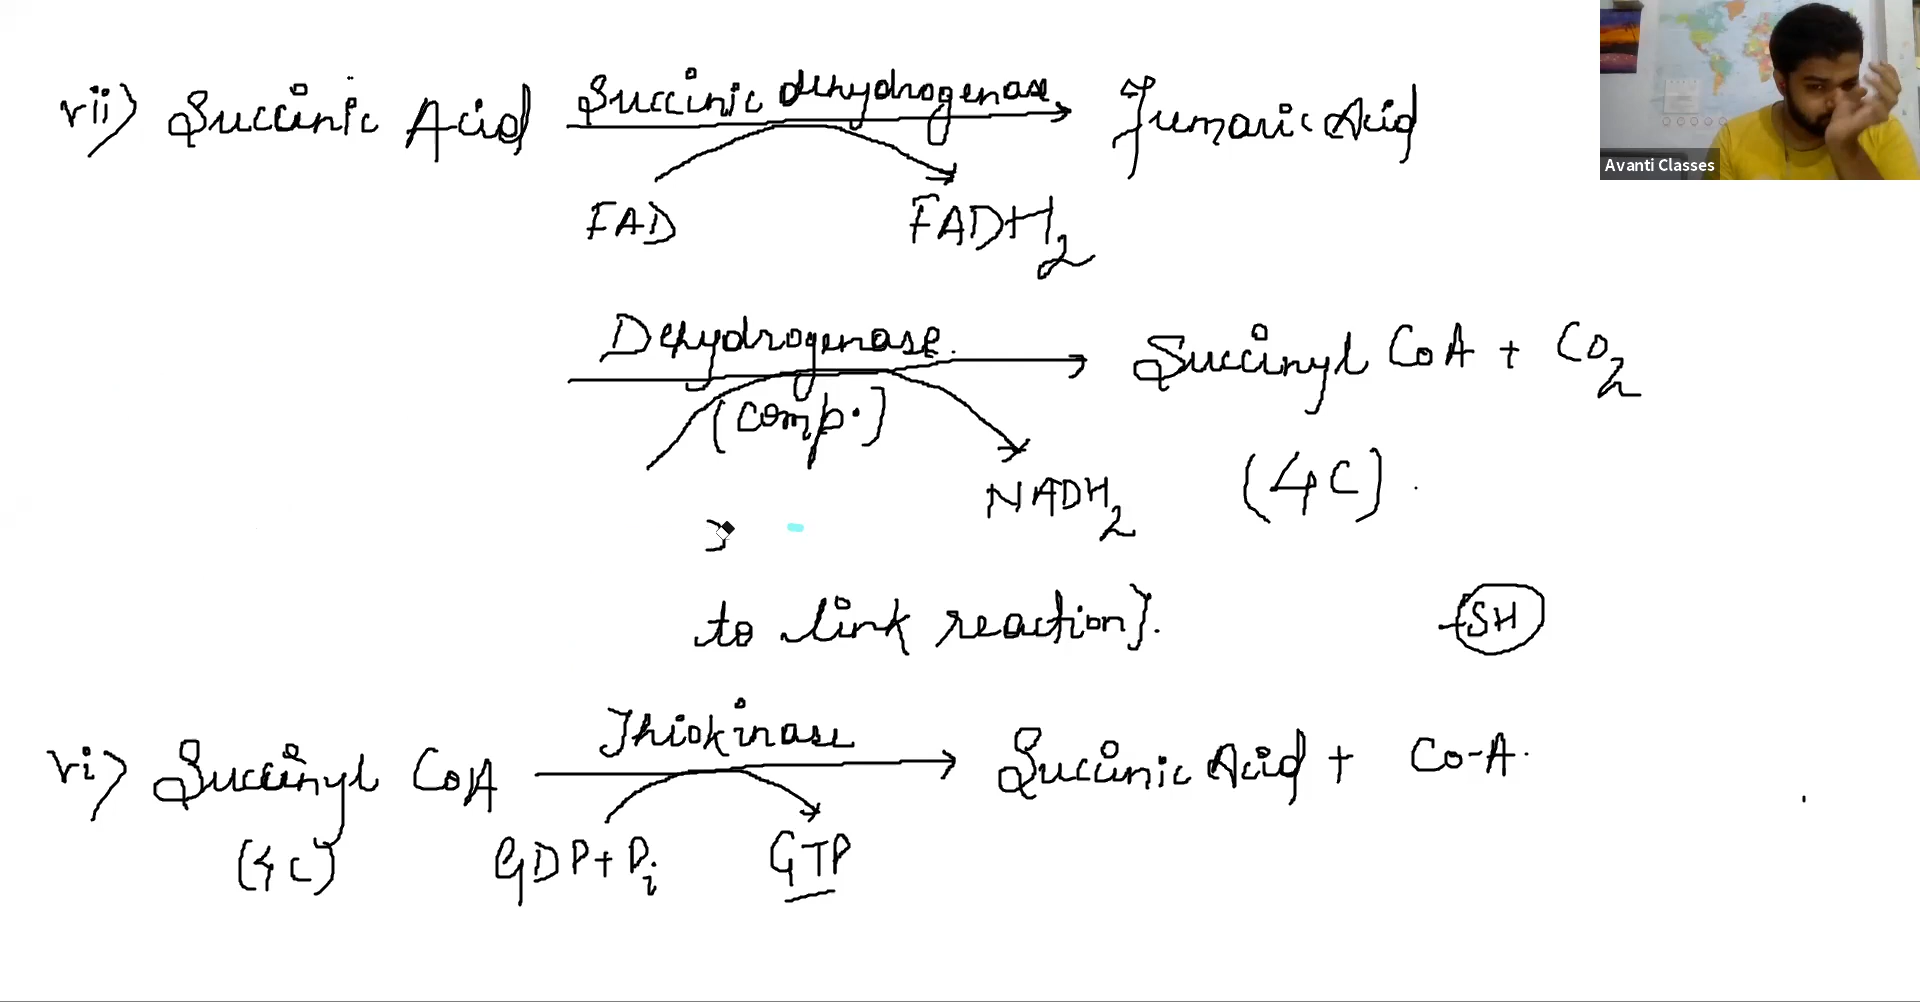 vii) Succinic Acid Succinic dehydrogenase Fumaric Acid
FAD FADH2
Dehydrogenase. Succinyl CoA + CO2
(comp.) (4C)
NADH2
to link reaction}. -SH
vi) Succinyl CoA Thiokinase Succinic Acid + Co-A.
(4C) GDP + Pi GTP
Avanti Classes